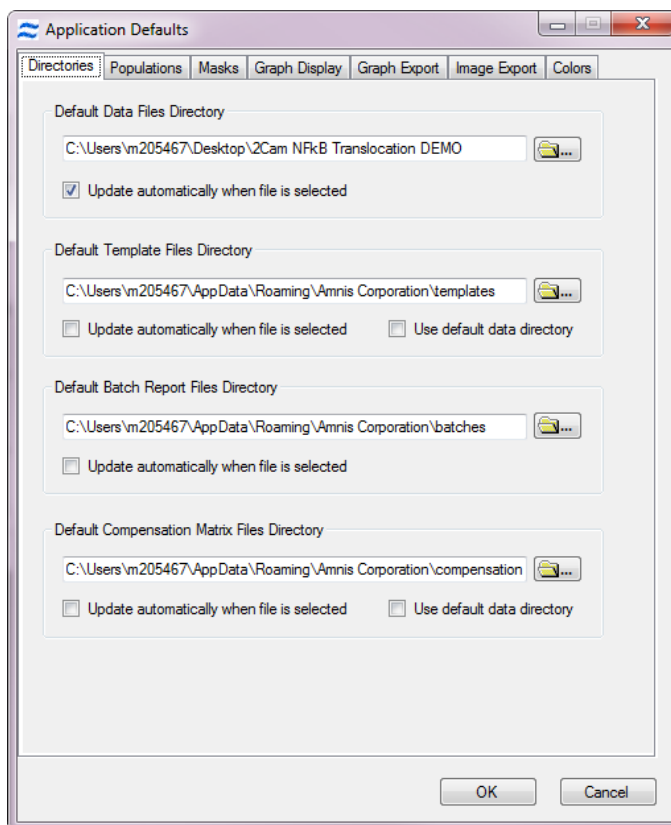 Application Defaults
Directories Populations Masks Graph Display Graph Export Image Export Colors
Default Data Files Directory
C:\Users\m205467\Desktop\2Cam NFkB Translocation DEMO
...
Update automatically when file is selected
Default Template Files Directory
C:\Users\m205467\AppData\Roaming\Amnis Corporation\templates
...
Update automatically when file is selected Use default data directory
Default Batch Report Files Directory
C:\Users\m205467\AppData\Roaming\Amnis Corporation\batches
...
Update automatically when file is selected
Default Compensation Matrix Files Directory
C:\Users\m205467\AppData\Roaming\Amnis Corporation\compensation
...
Update automatically when file is selected Use default data directory
OK Cancel